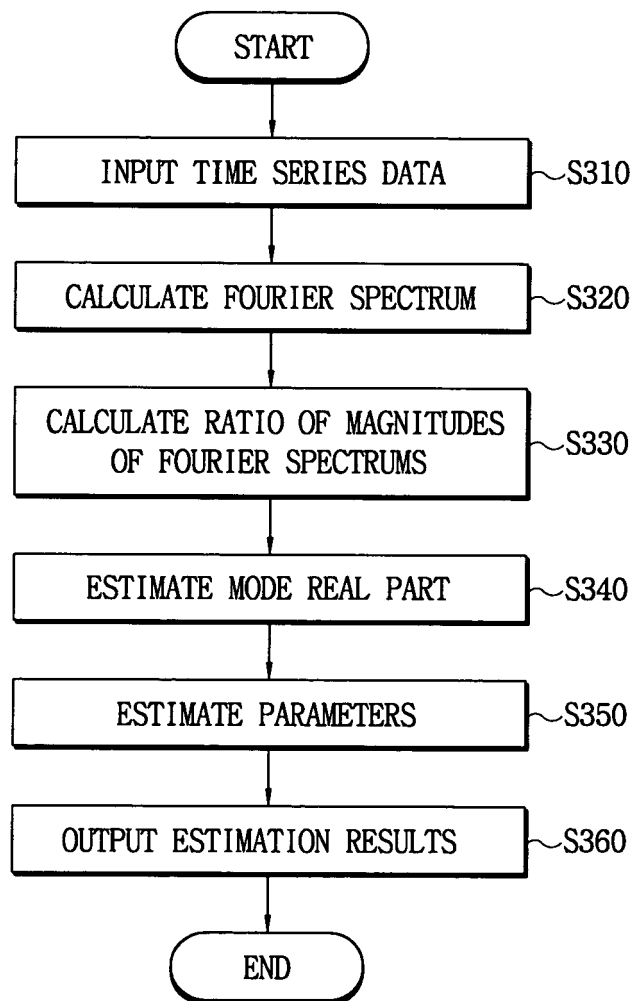 START
INPUT TIME SERIES DATA
S310
CALCULATE FOURIER SPECTRUM
S320
CALCULATE RATIO OF MAGNITUDES
OF FOURIER SPECTRUMS
S330
ESTIMATE MODE REAL PART
S340
ESTIMATE PARAMETERS
S350
OUTPUT ESTIMATION RESULTS
S360
END